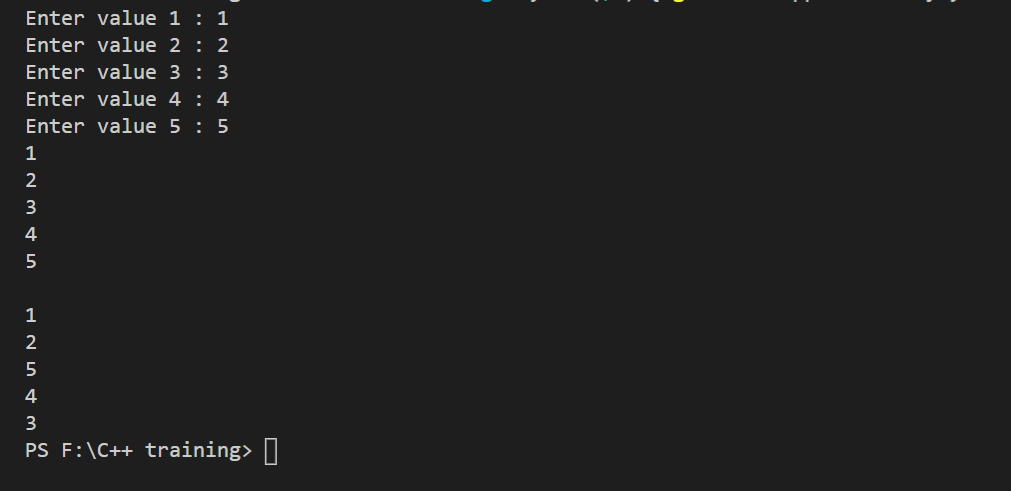 Enter value 1 : 1
Enter value 2 : 2
Enter value 3 : 3
Enter value 4 : 4
Enter value 5 : 5
1
2
3
4
5
1
2
5
4
3
PS F:\C++ training>